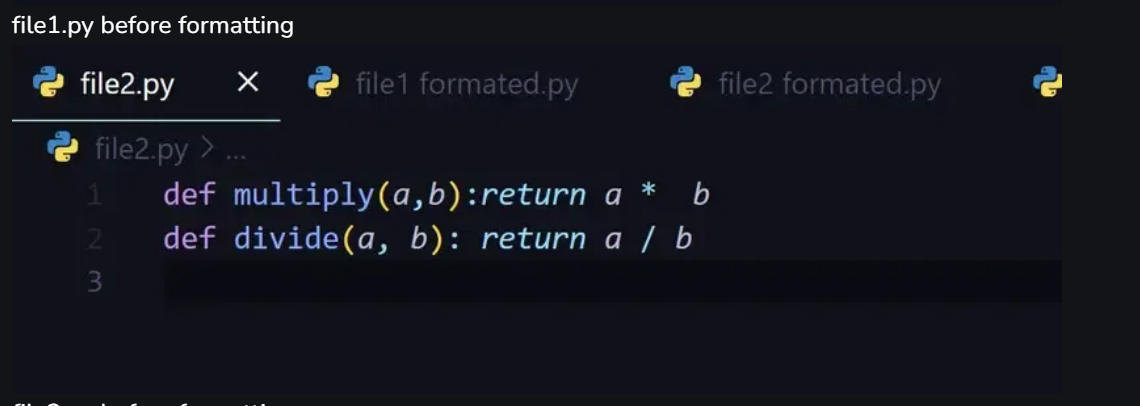 file1.py before formatting
file2.py × file1 formated.py file2 formated.py
file2.py > ...
1 def multiply(a,b):return a *  b
2 def divide(a, b): return a / b
3